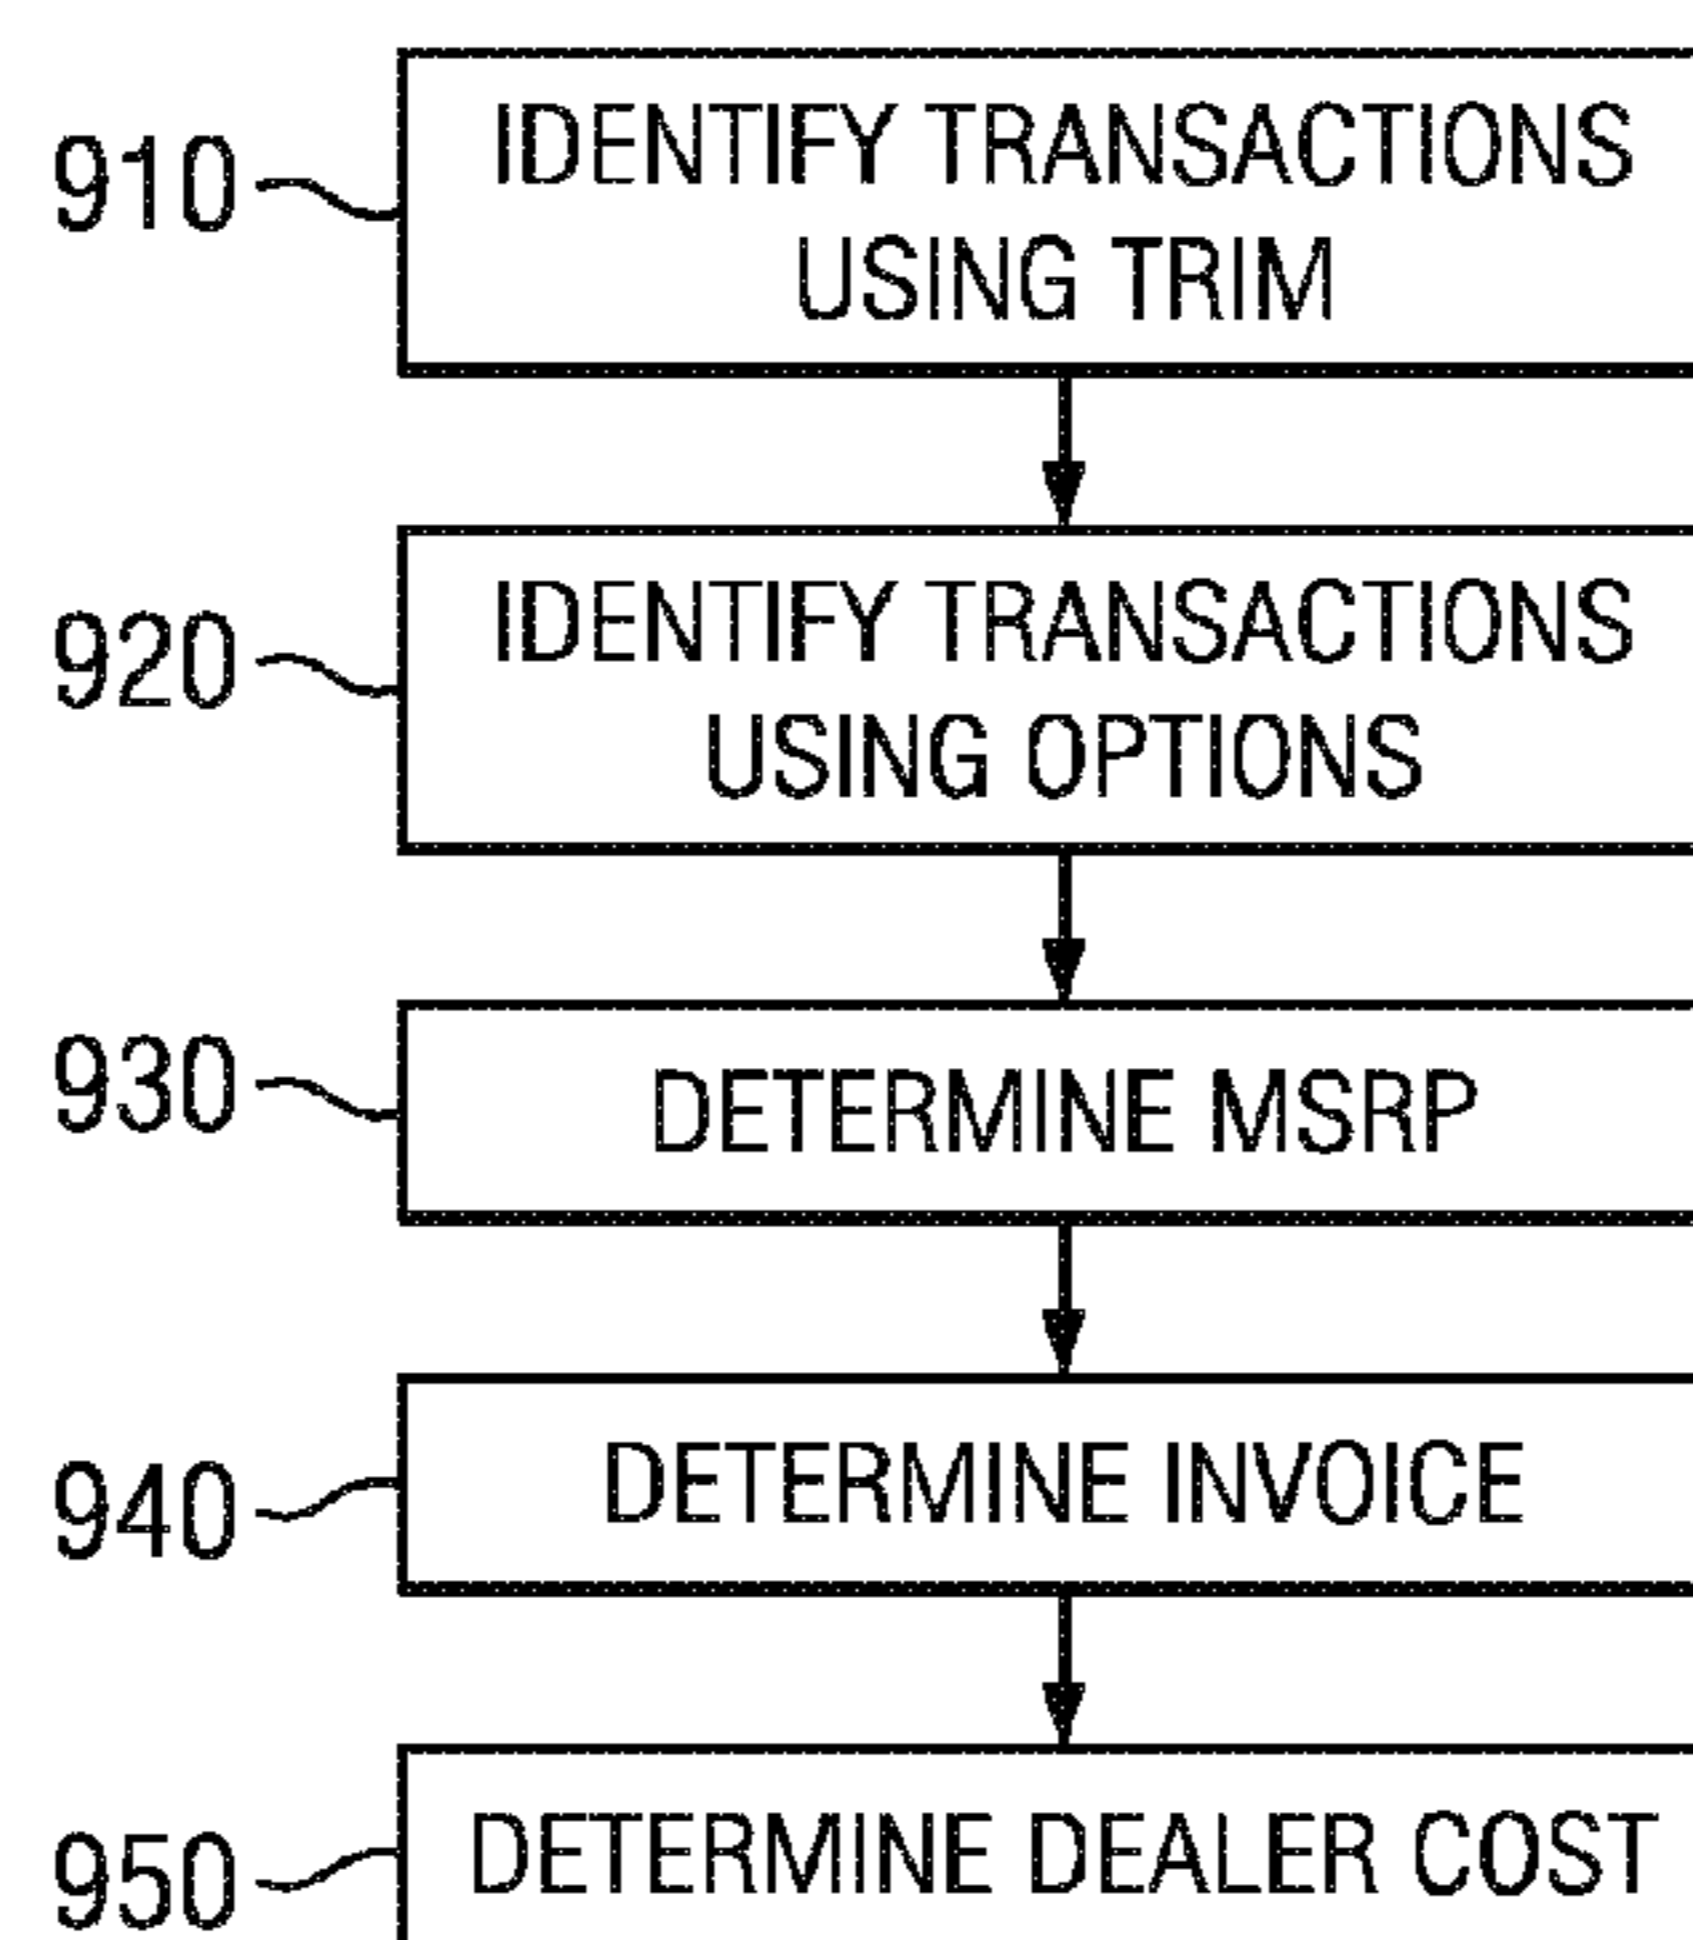 910
IDENTIFY TRANSACTIONS
USING TRIM
920
IDENTIFY TRANSACTIONS
USING OPTIONS
930
DETERMINE MSRP
940
DETERMINE INVOICE
950
DETERMINE DEALER COST